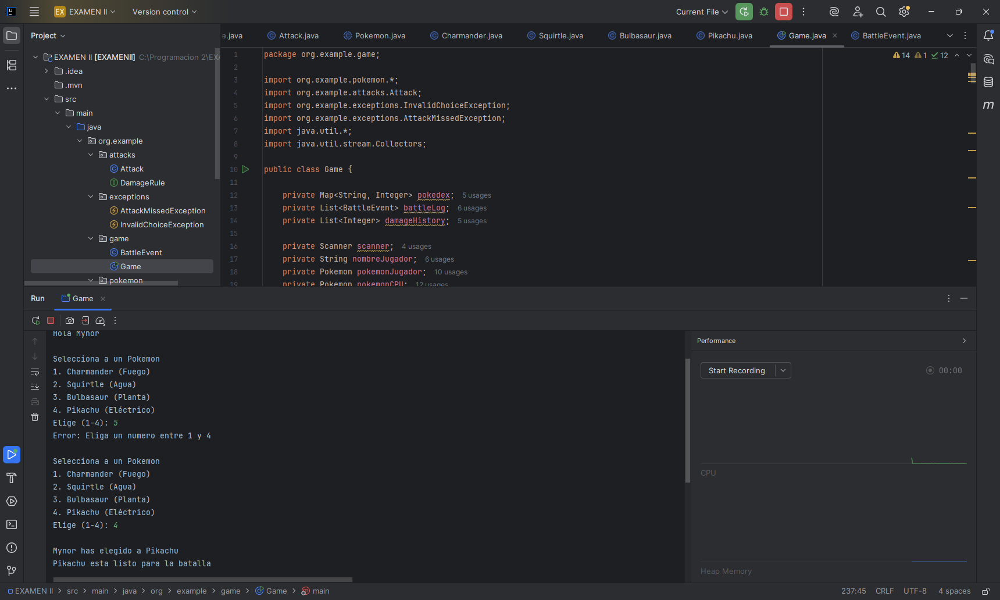 EX EXAMEN II Version control Current File
Project
e.java Attack.java Pokemon.java Charmander.java Squirtle.java Bulbasaur.java Pikachu.java Game.java BattleEvent.java
EXAMEN II [EXAMENII] C:\Programacion 2\EXA
.idea
.mvn
src
main
java
org.example
attacks
Attack
DamageRule
exceptions
AttackMissedException
InvalidChoiceException
game
BattleEvent
Game
pokemon
14 1 12
1 package org.example.game;
2
3 import org.example.pokemon.*;
4 import org.example.attacks.Attack;
5 import org.example.exceptions.InvalidChoiceException;
6 import org.example.exceptions.AttackMissedException;
7 import java.util.*;
8 import java.util.stream.Collectors;
9
10 public class Game {
11
12 private Map<String, Integer> pokedex; 5 usages
13 private List<BattleEvent> battleLog; 6 usages
14 private List<Integer> damageHistory; 5 usages
15
16 private Scanner scanner; 4 usages
17 private String nombreJugador; 6 usages
18 private Pokemon pokemonJugador; 10 usages
19 private Pokemon pokemonCPU; 12 usages
Run Game
Hola Mynor
Selecciona a un Pokemon
1. Charmander (Fuego)
2. Squirtle (Agua)
3. Bulbasaur (Planta)
4. Pikachu (Eléctrico)
Elige (1-4): 5
Error: Eliga un numero entre 1 y 4
Selecciona a un Pokemon
1. Charmander (Fuego)
2. Squirtle (Agua)
3. Bulbasaur (Planta)
4. Pikachu (Eléctrico)
Elige (1-4): 4
Mynor has elegido a Pikachu
Pikachu esta listo para la batalla
Performance
Start Recording 00:00
CPU
Heap Memory
EXAMEN II src main java org example game Game main 237:45 CRLF UTF-8 4 spaces